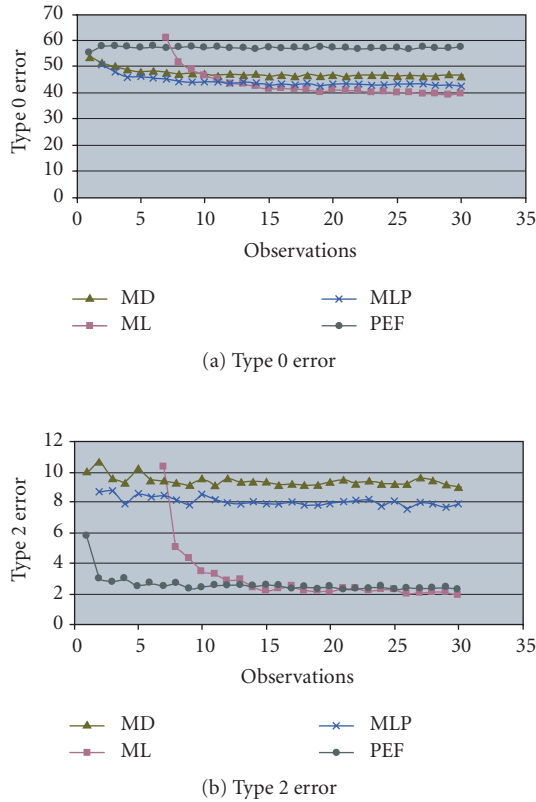 70
60
50
40
30
20
10
0
Type 0 error
0 5 10 15 20 25 30 35
Observations
MD MLP
ML PEF
(a) Type 0 error
12
10
8
6
4
2
0
Type 2 error
0 5 10 15 20 25 30 35
Observations
MD MLP
ML PEF
(b) Type 2 error